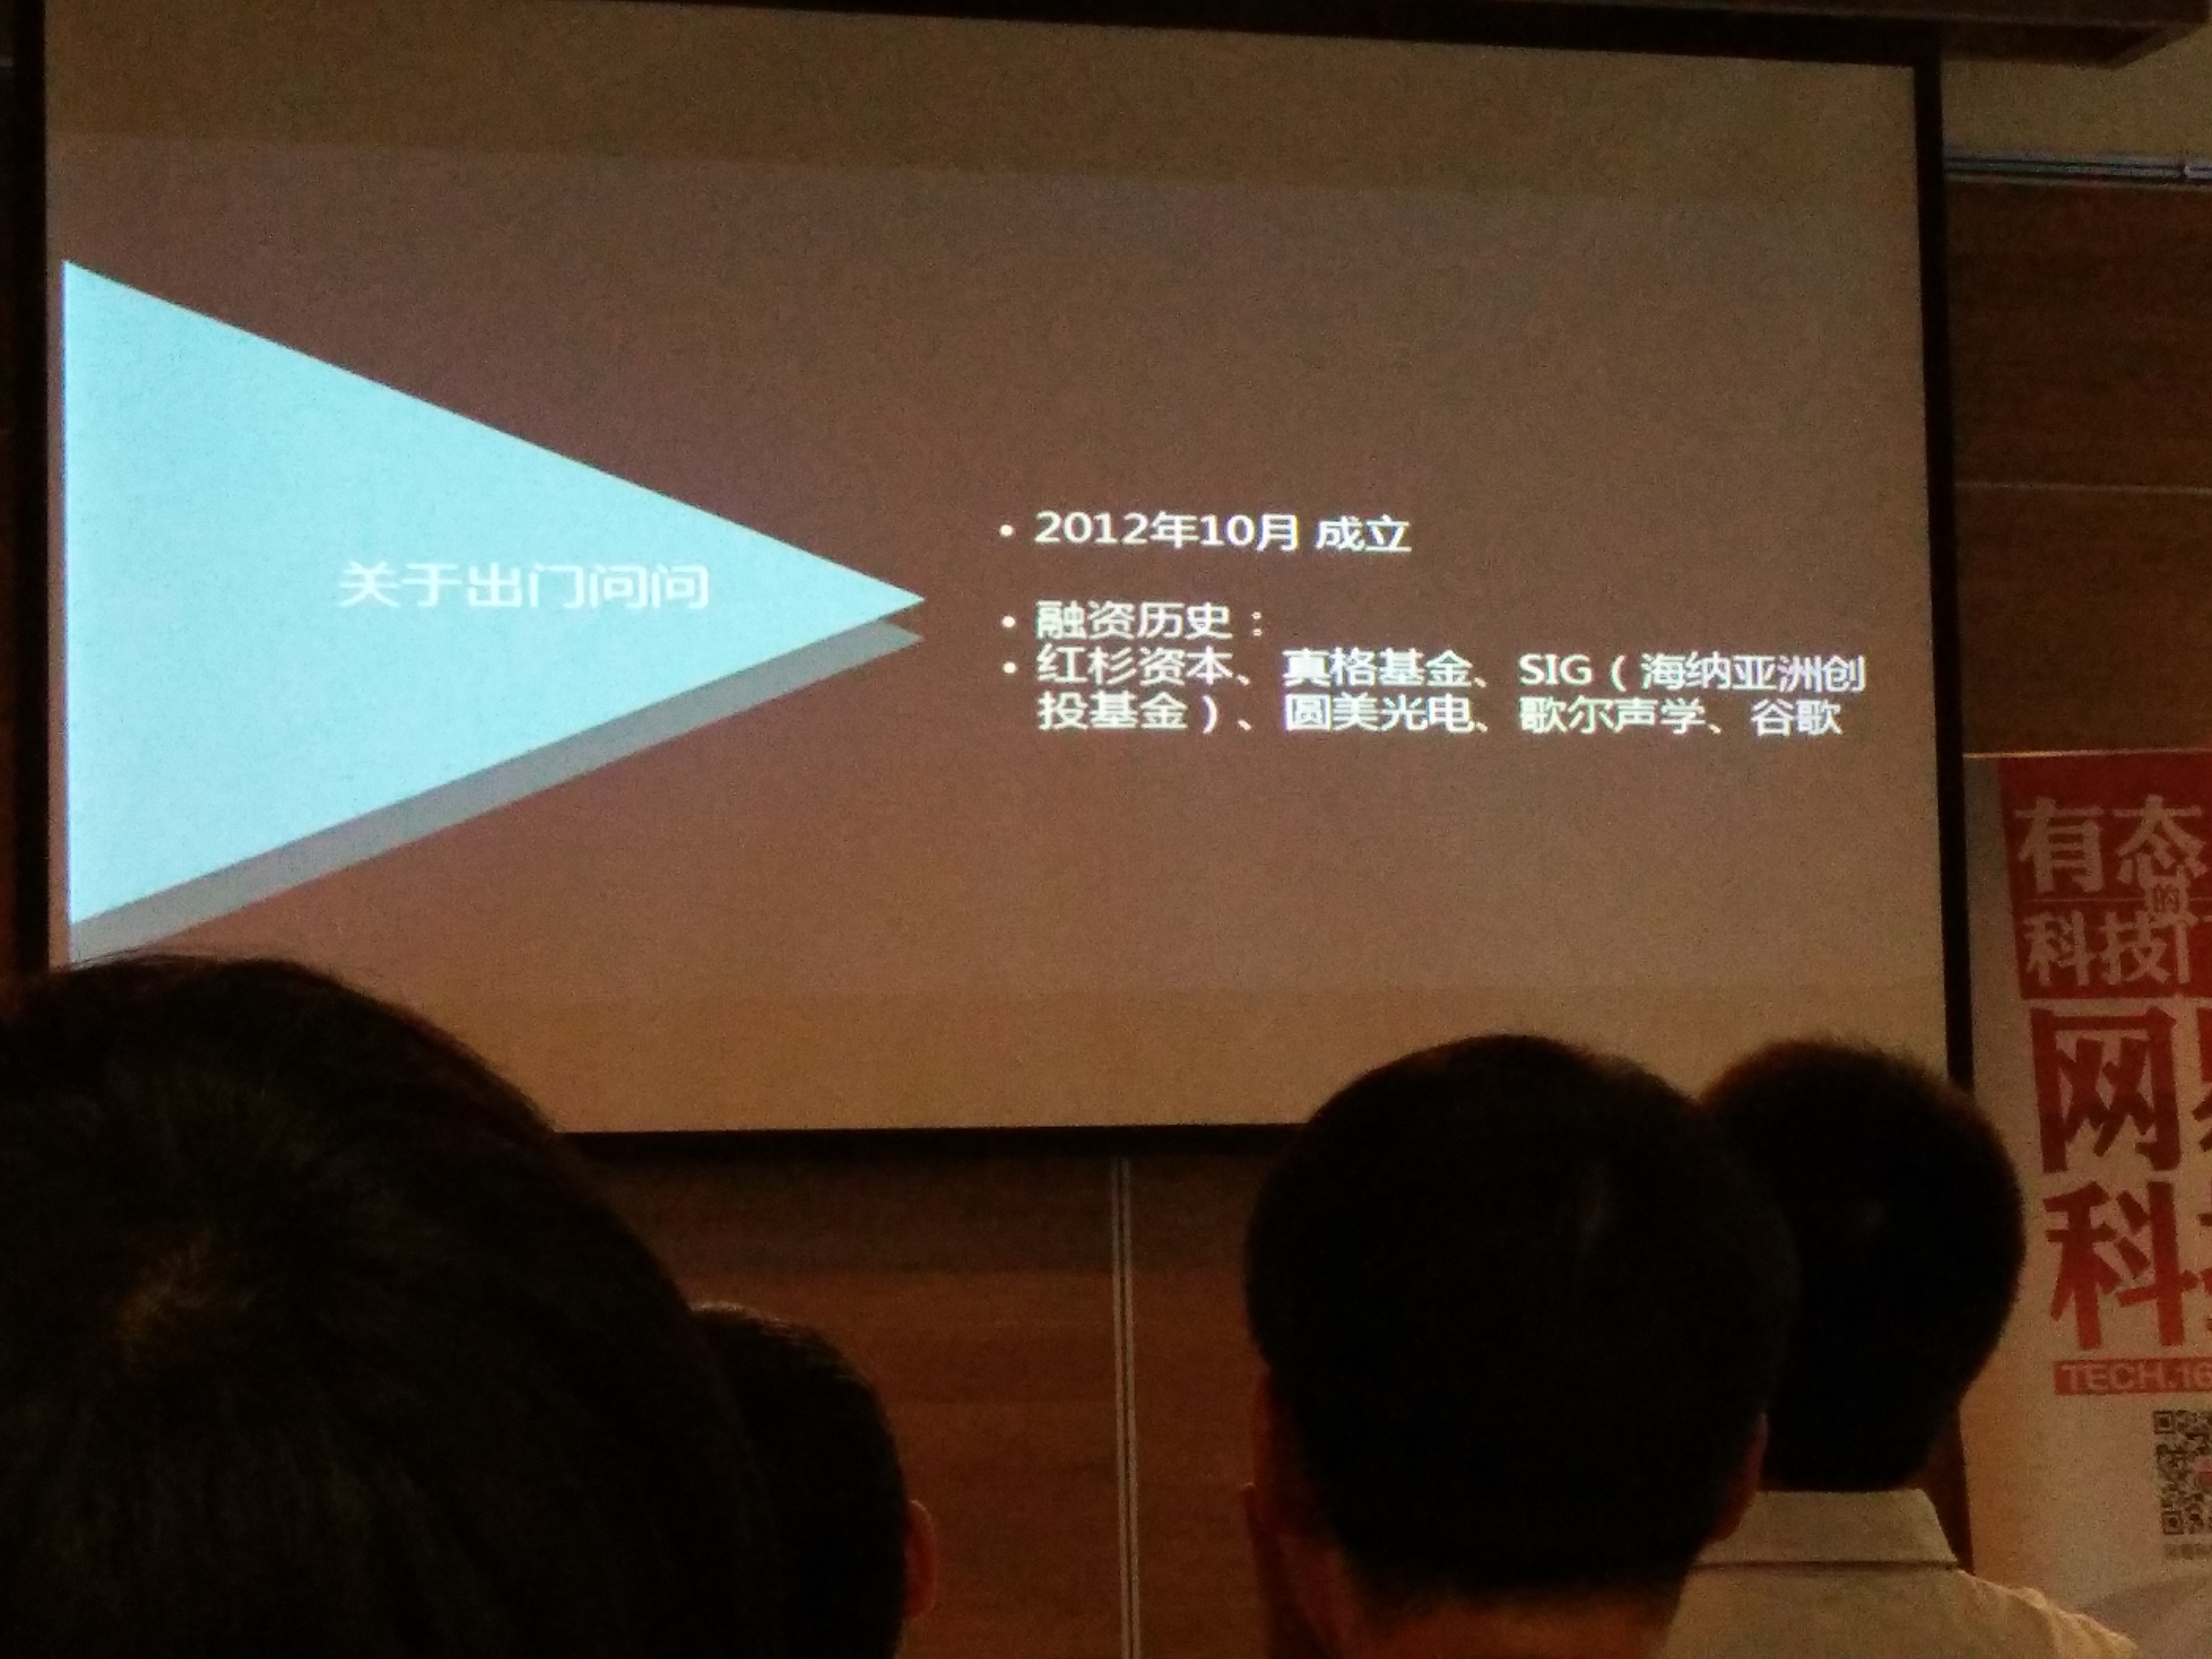 关于出门问问
• 2012年10月 成立
• 融资历史：
• 红杉资本、真格基金、SIG（海纳亚洲创
投基金）、圆美光电、歌尔声学、谷歌
有态
的
科技
网
科
TECH.16